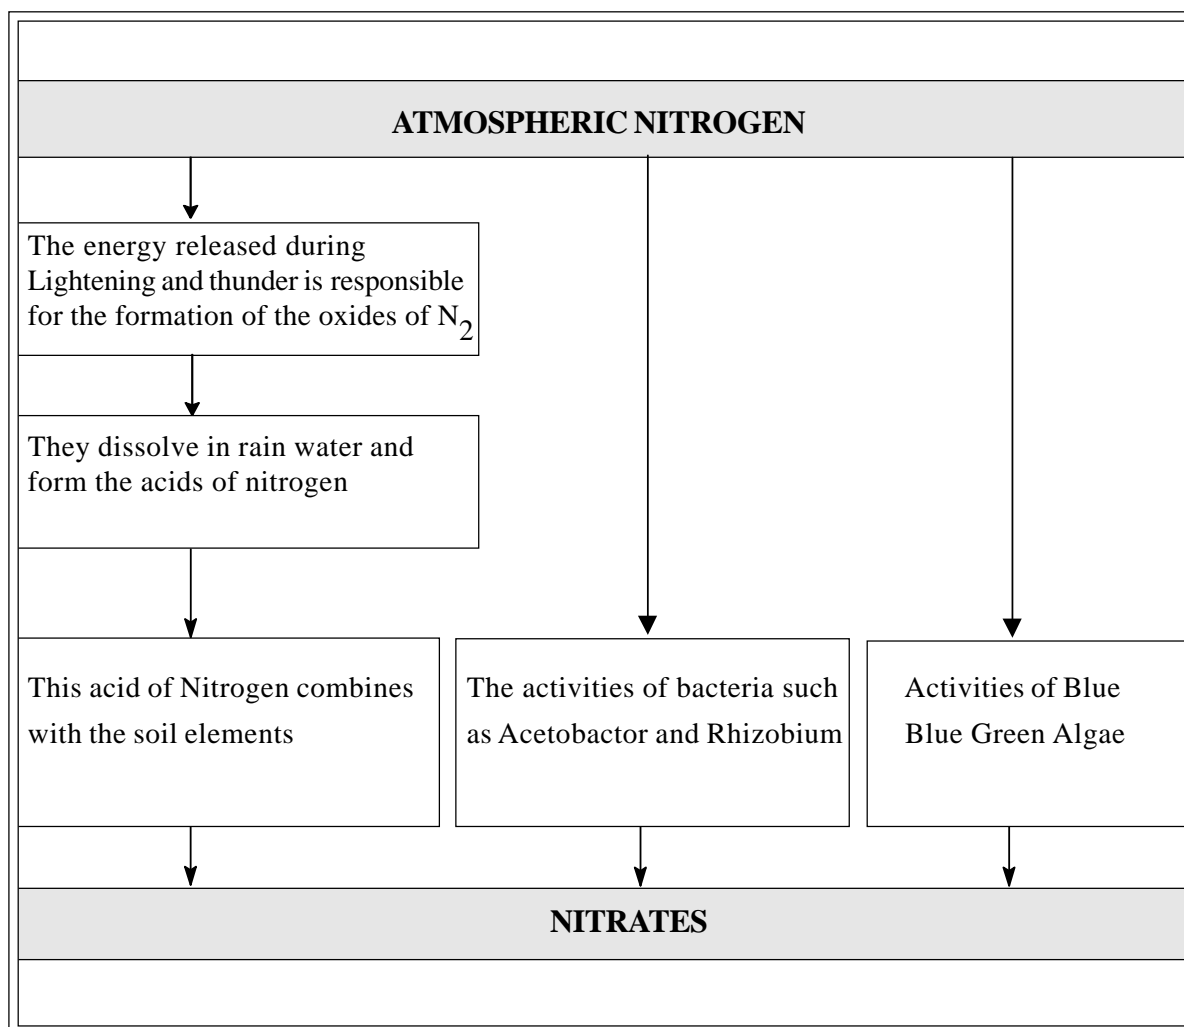 ATMOSPHERIC NITROGEN
The energy released during
Lightening and thunder is responsible
for the formation of the oxides of N2
They dissolve in rain water and
form the acids of nitrogen
This acid of Nitrogen combines
with the soil elements
The activities of bacteria such
as Acetobactor and Rhizobium
Activities of Blue
Blue Green Algae
NITRATES